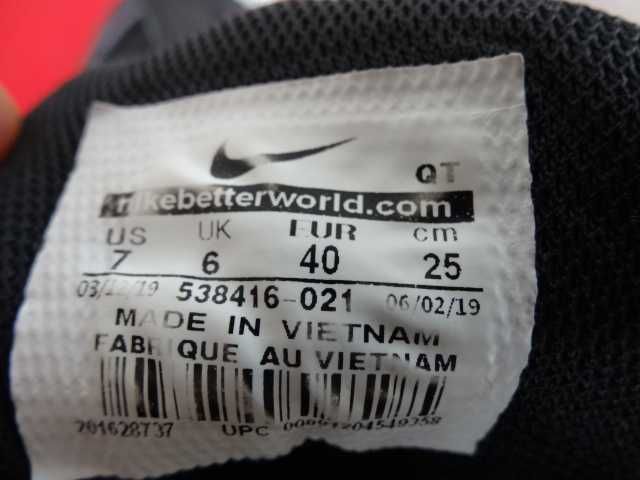 QT
nikebetterworld.com
US UK EUR cm
7 6 40 25
03/12/19 538416-021 06/02/19
MADE IN VIETNAM
FABRIQUE AU VIETNAM
UPC